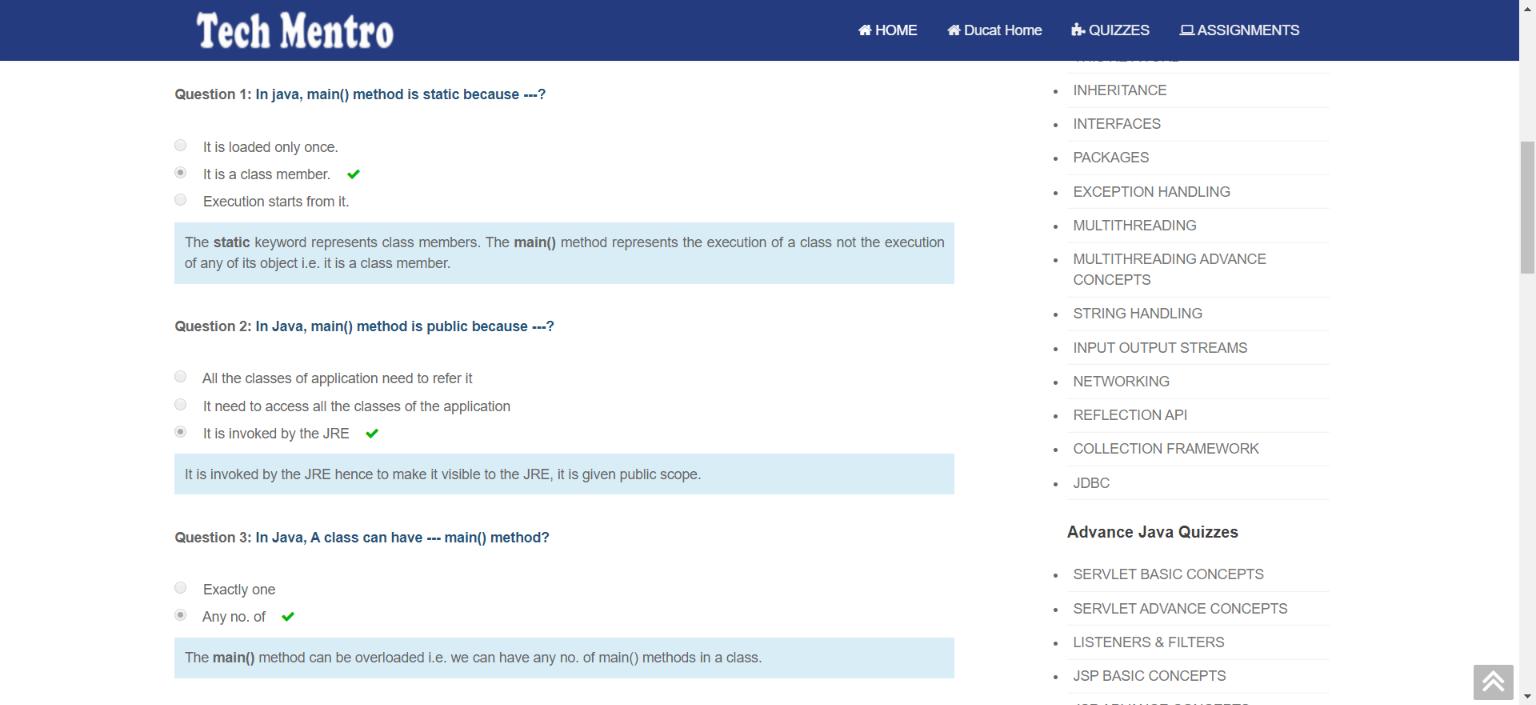 Tech Mentro
HOME
Ducat Home
QUIZZES
ASSIGNMENTS
Question 1: In java, main() method is static because ---?
It is loaded only once.
It is a class member.
Execution starts from it.
The static keyword represents class members. The main() method represents the execution of a class not the execution
of any of its object i.e. it is a class member.
Question 2: In Java, main() method is public because ---?
All the classes of application need to refer it
It need to access all the classes of the application
It is invoked by the JRE
It is invoked by the JRE hence to make it visible to the JRE, it is given public scope.
Question 3: In Java, A class can have --- main() method?
Exactly one
Any no. of
The main() method can be overloaded i.e. we can have any no. of main() methods in a class.
INHERITANCE
INTERFACES
PACKAGES
EXCEPTION HANDLING
MULTITHREADING
MULTITHREADING ADVANCE
CONCEPTS
STRING HANDLING
INPUT OUTPUT STREAMS
NETWORKING
REFLECTION API
COLLECTION FRAMEWORK
JDBC
Advance Java Quizzes
SERVLET BASIC CONCEPTS
SERVLET ADVANCE CONCEPTS
LISTENERS & FILTERS
JSP BASIC CONCEPTS